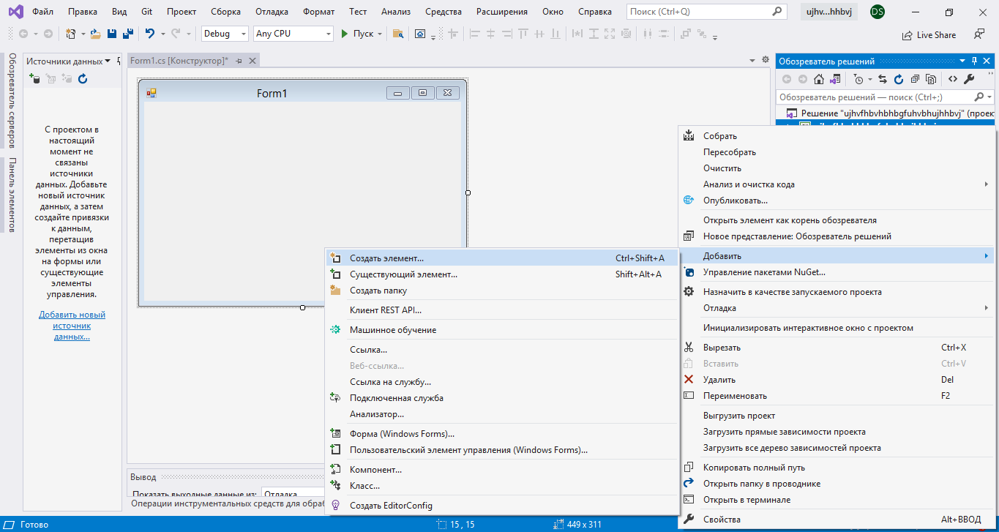 Файл Правка Вид Git Проект Сборка Отладка Формат Тест Анализ Средства Расширения Окно Справка Поиск (Ctrl+Q) ujhv...hhbvj DS
Debug Any CPU Пуск Live Share
Обозреватель серверов
Панель элементов
Источники данных
С проектом в
настоящий
момент не
связаны
источники
данных. Добавьте
новый источник
данных, а затем
создайте привязки
к данным,
перетащив
элементы из окна
на формы или
существующие
элементы
управления.
Добавить новый
источник
данных...
Form1.cs [Конструктор]*
Form1
Вывод
Показать выходные данные из: Отладка
Операции инструментальных средств для обраб
Обозреватель решений
Обозреватель решений — поиск (Ctrl+;)
Решение "ujhvfhbvhbhbgfuhvbhujhhbvj" (проек
Собрать
Пересобрать
Очистить
Анализ и очистка кода
Опубликовать...
Открыть элемент как корень обозревателя
Новое представление: Обозреватель решений
Добавить
Управление пакетами NuGet...
Назначить в качестве запускаемого проекта
Отладка
Инициализировать интерактивное окно с проектом
Вырезать Ctrl+X
Вставить Ctrl+V
Удалить Del
Переименовать F2
Выгрузить проект
Загрузить прямые зависимости проекта
Загрузить все дерево зависимостей проекта
Копировать полный путь
Открыть папку в проводнике
Открыть в терминале
Свойства Alt+ВВОД
Создать элемент... Ctrl+Shift+A
Существующий элемент... Shift+Alt+A
Создать папку
Клиент REST API...
Машинное обучение
Ссылка...
Веб-ссылка...
Ссылка на службу...
Подключенная служба
Анализатор...
Форма (Windows Forms)...
Пользовательский элемент управления (Windows Forms)...
Компонент...
Класс...
Создать EditorConfig
Готово 15 , 15 449 x 311